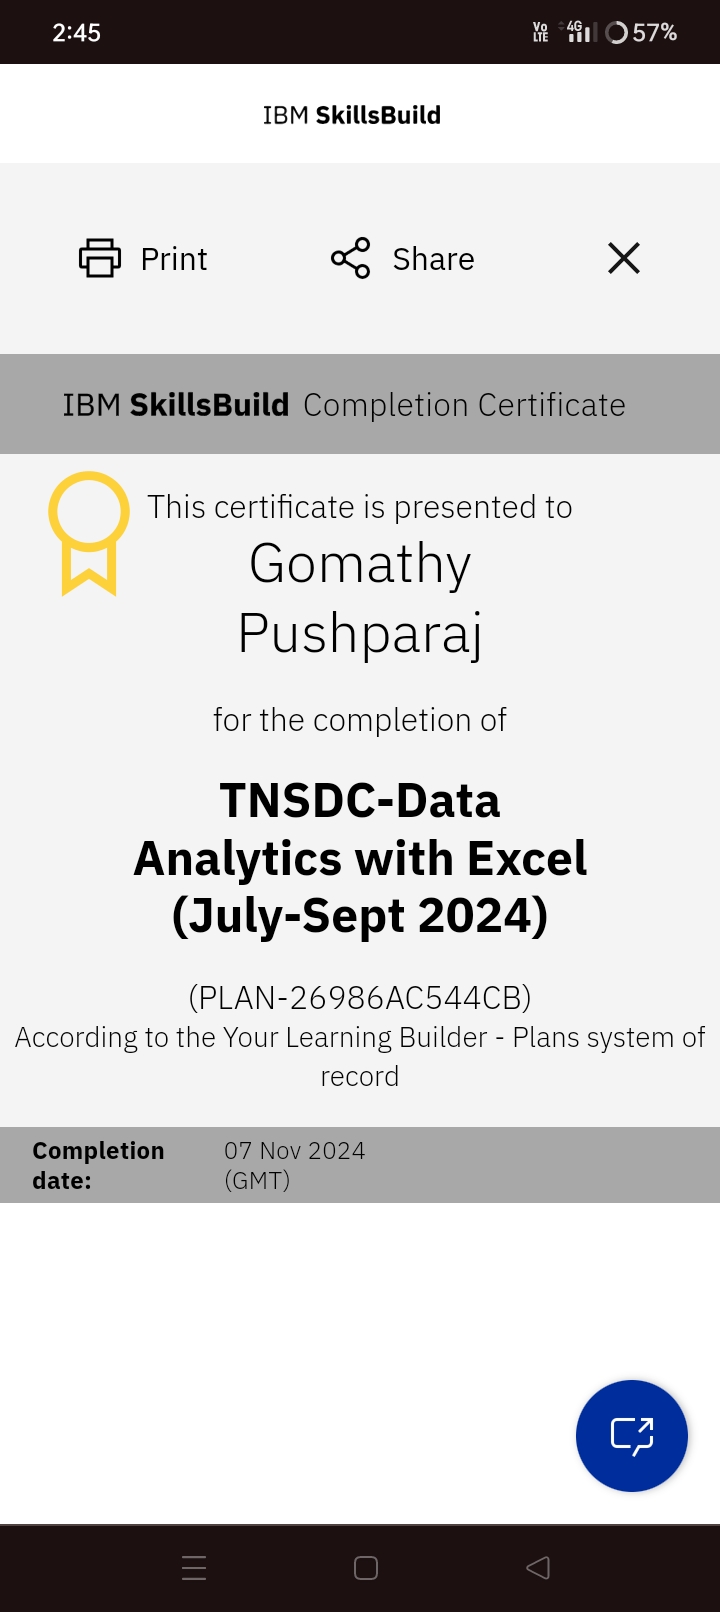 2:45
Vo
LTE
4G
57%
IBM SkillsBuild
Print
Share
IBM SkillsBuild Completion Certificate
This certificate is presented to
Gomathy
Pushparaj
for the completion of
TNSDC-Data
Analytics with Excel
(July-Sept 2024)
(PLAN-26986AC544CB)
According to the Your Learning Builder - Plans system of
record
Completion
date:
07 Nov 2024
(GMT)